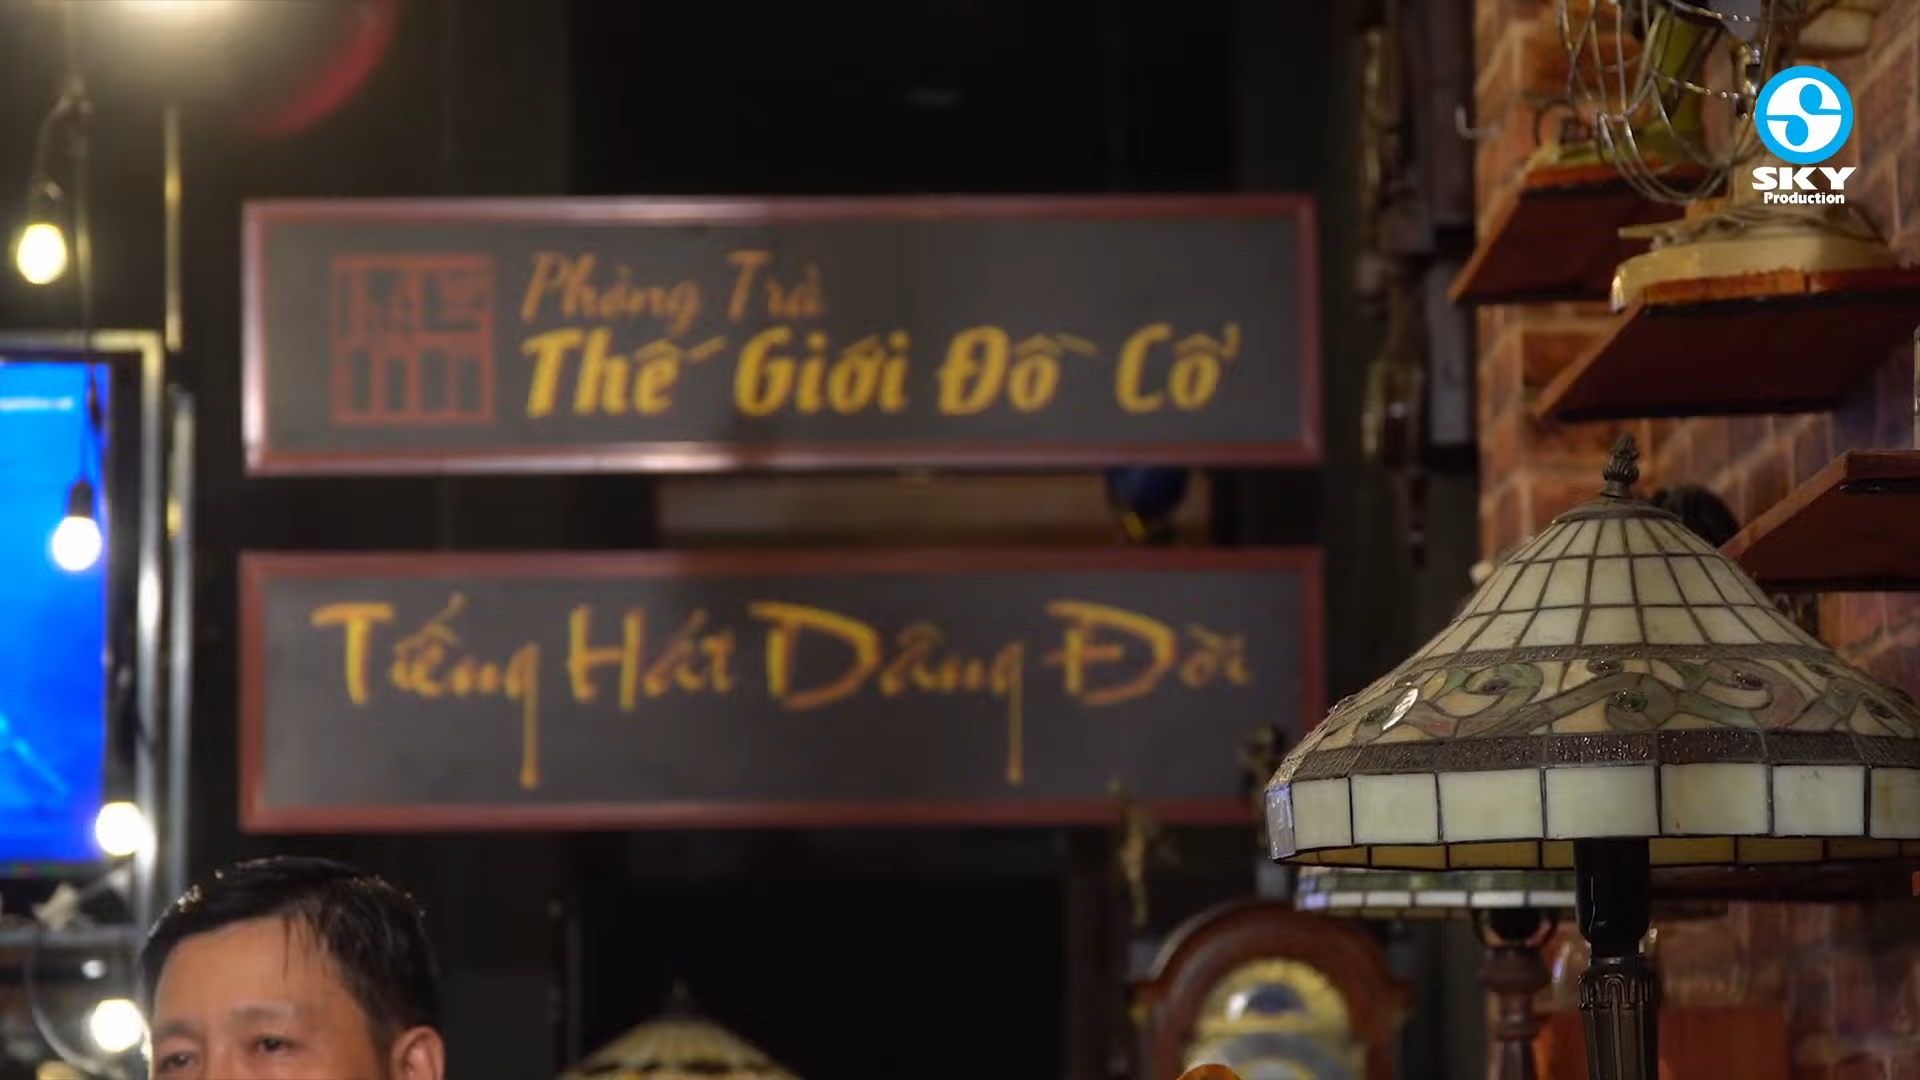 SKY
Production
Phòng Trà
Thế Giới Đồ Cổ
Tiếng Hát Dâng Đời